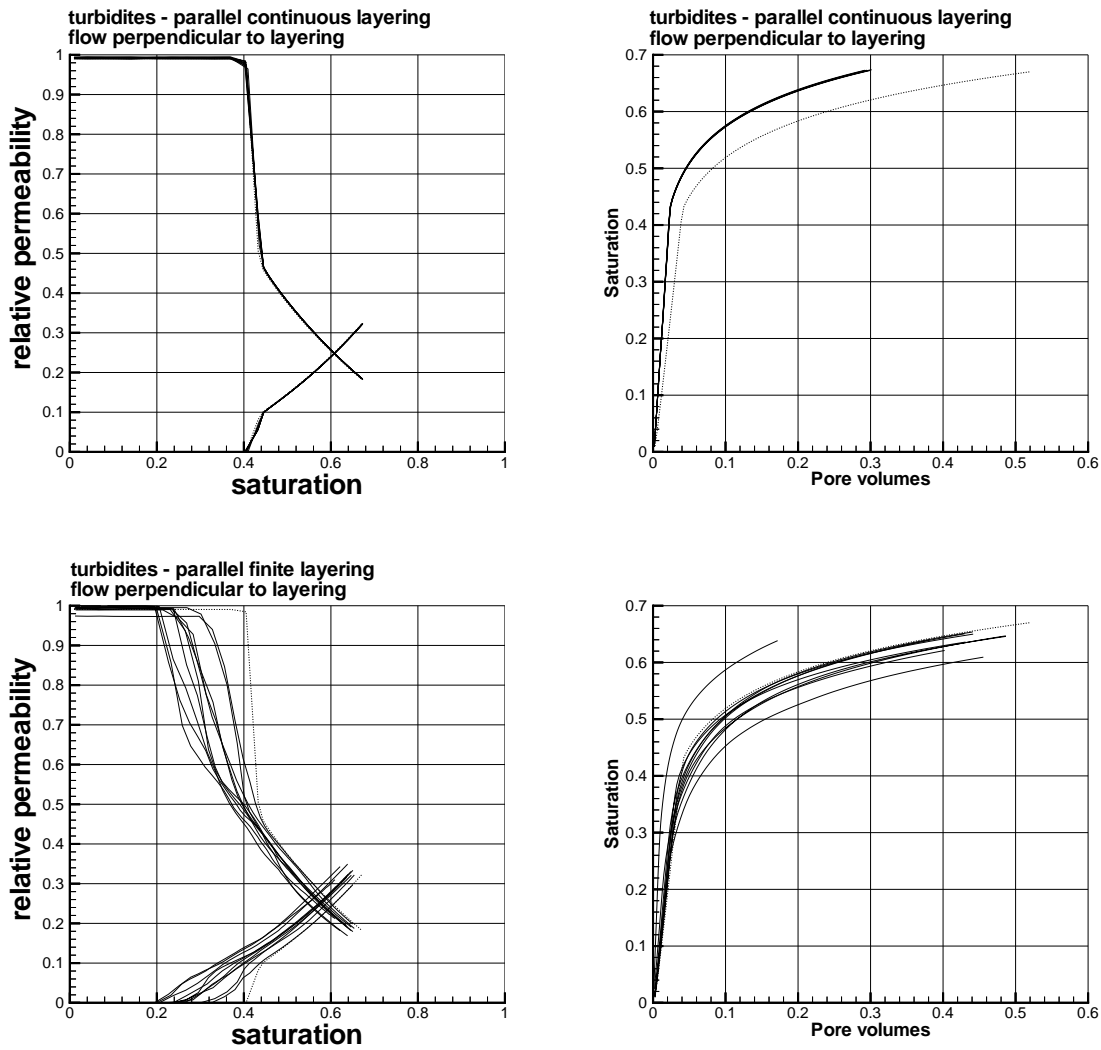 turbidites - parallel continuous layering
flow perpendicular to layering
relative permeability
1
0.9
0.8
0.7
0.6
0.5
0.4
0.3
0.2
0.1
0
0 0.2 0.4 0.6 0.8 1
saturation
turbidites - parallel continuous layering
flow perpendicular to layering
Saturation
0.7
0.6
0.5
0.4
0.3
0.2
0.1
0
0 0.1 0.2 0.3 0.4 0.5 0.6
Pore volumes
turbidites - parallel finite layering
flow perpendicular to layering
relative permeability
1
0.9
0.8
0.7
0.6
0.5
0.4
0.3
0.2
0.1
0
0 0.2 0.4 0.6 0.8 1
saturation
Saturation
0.7
0.6
0.5
0.4
0.3
0.2
0.1
0
0 0.1 0.2 0.3 0.4 0.5 0.6
Pore volumes